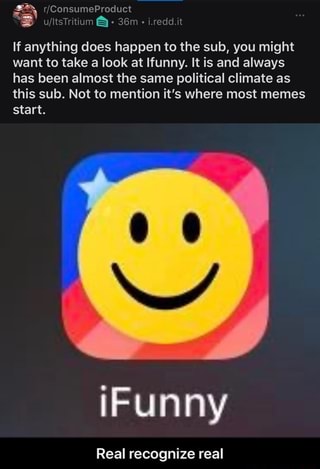 r/ConsumeProduct
u/ItsTritium • 36m • i.redd.it
If anything does happen to the sub, you might
want to take a look at Ifunny. It is and always
has been almost the same political climate as
this sub. Not to mention it’s where most memes
start.
iFunny
Real recognize real